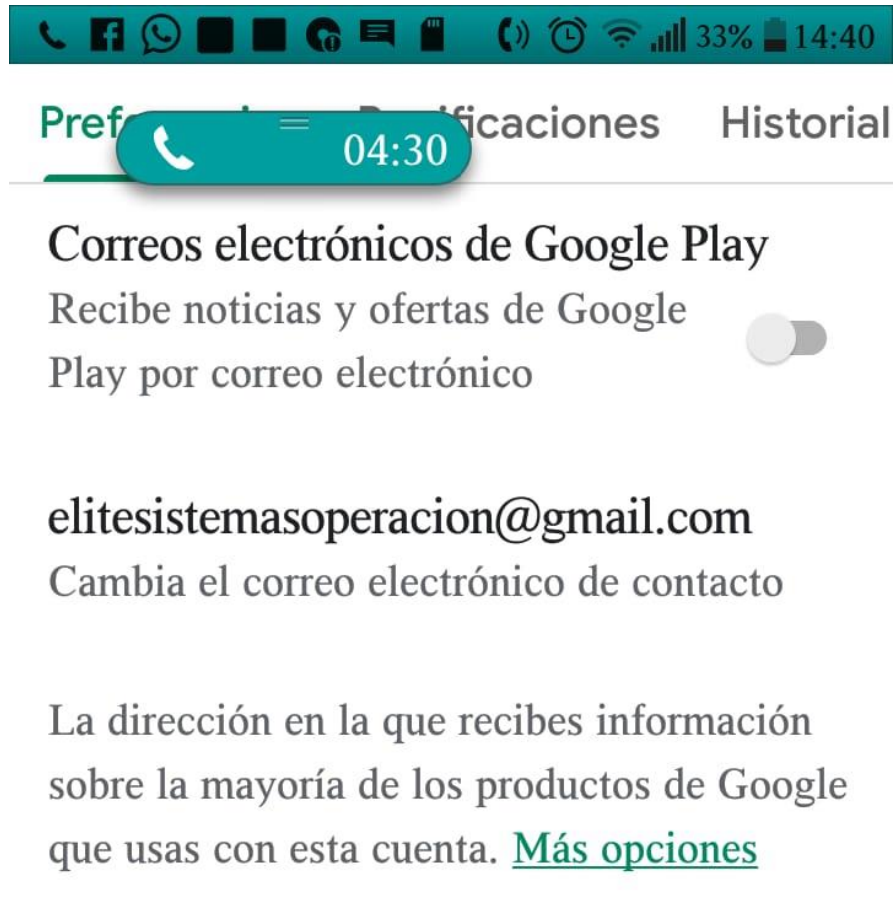 33% 14:40
Historial
04:30
Correos electrónicos de Google Play
Recibe noticias y ofertas de Google
Play por correo electrónico
elitesistemasoperacion@gmail.com
Cambia el correo electrónico de contacto
La dirección en la que recibes información
sobre la mayoría de los productos de Google
que usas con esta cuenta. Más opciones